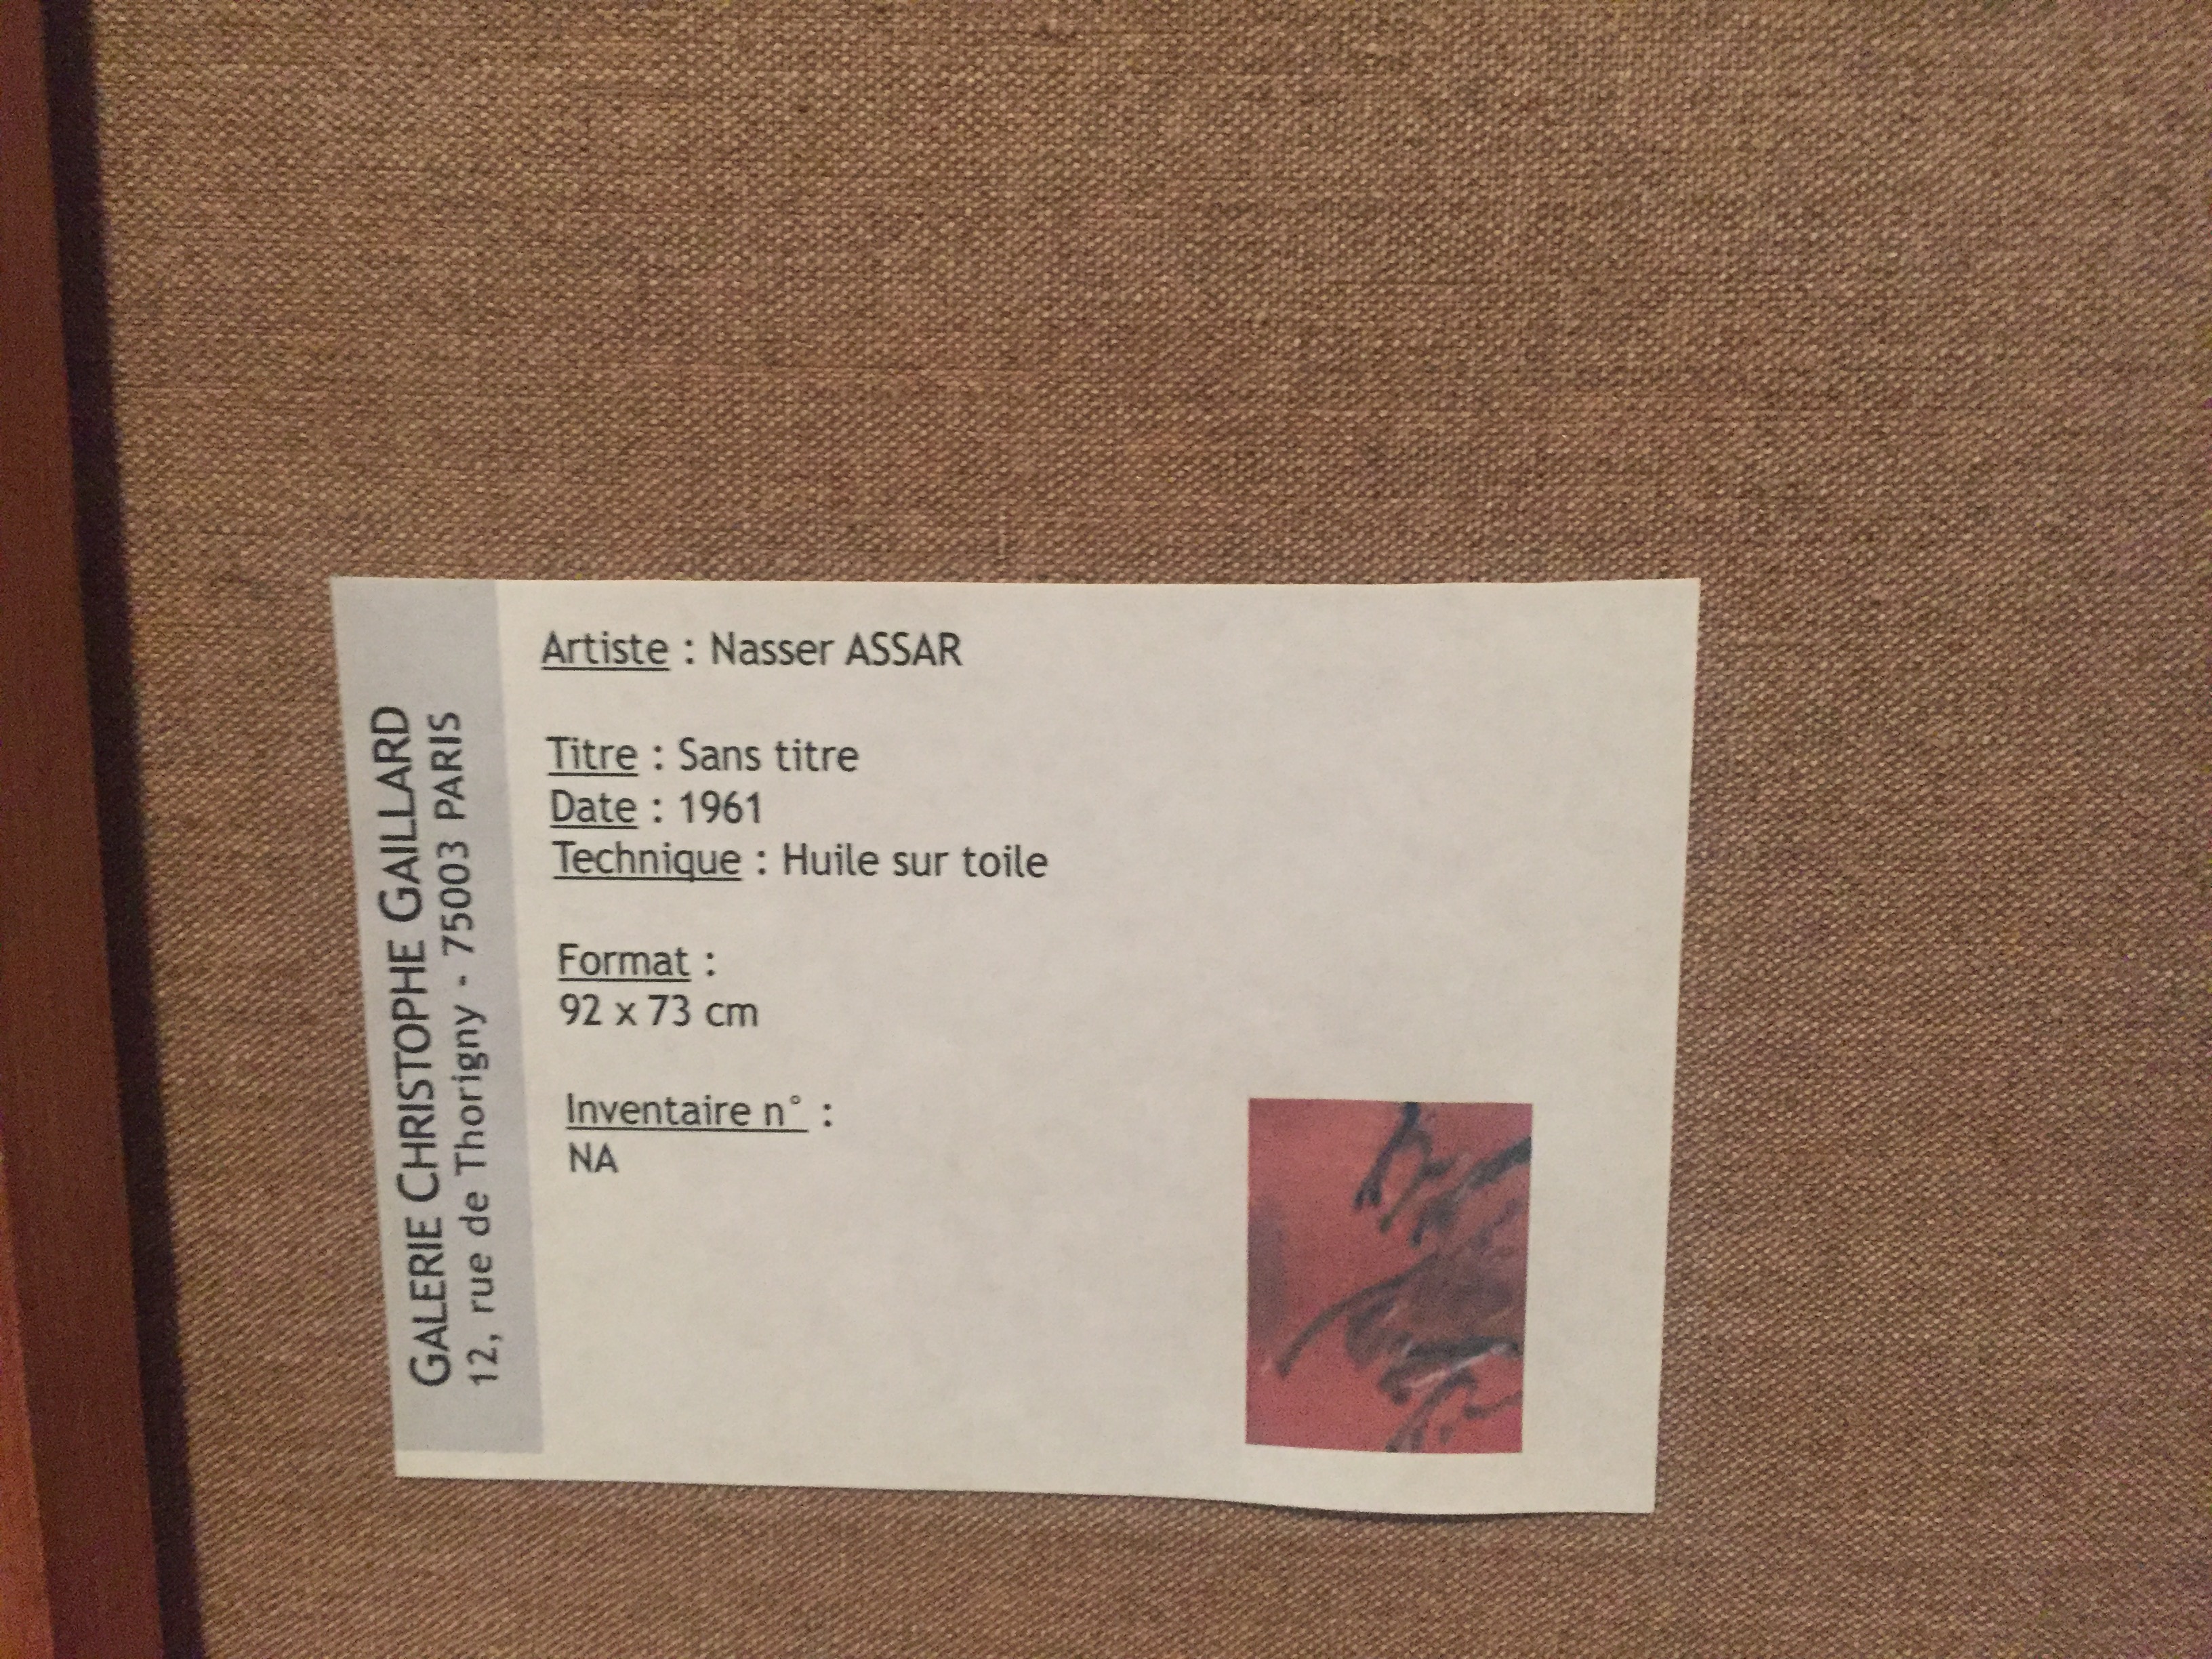 GALERIE CHRISTOPHE GAILLARD
12, rue de Thorigny - 75003 PARIS
Artiste : Nasser ASSAR
Titre : Sans titre
Date : 1961
Technique : Huile sur toile
Format :
92 x 73 cm
Inventaire n° :
NA